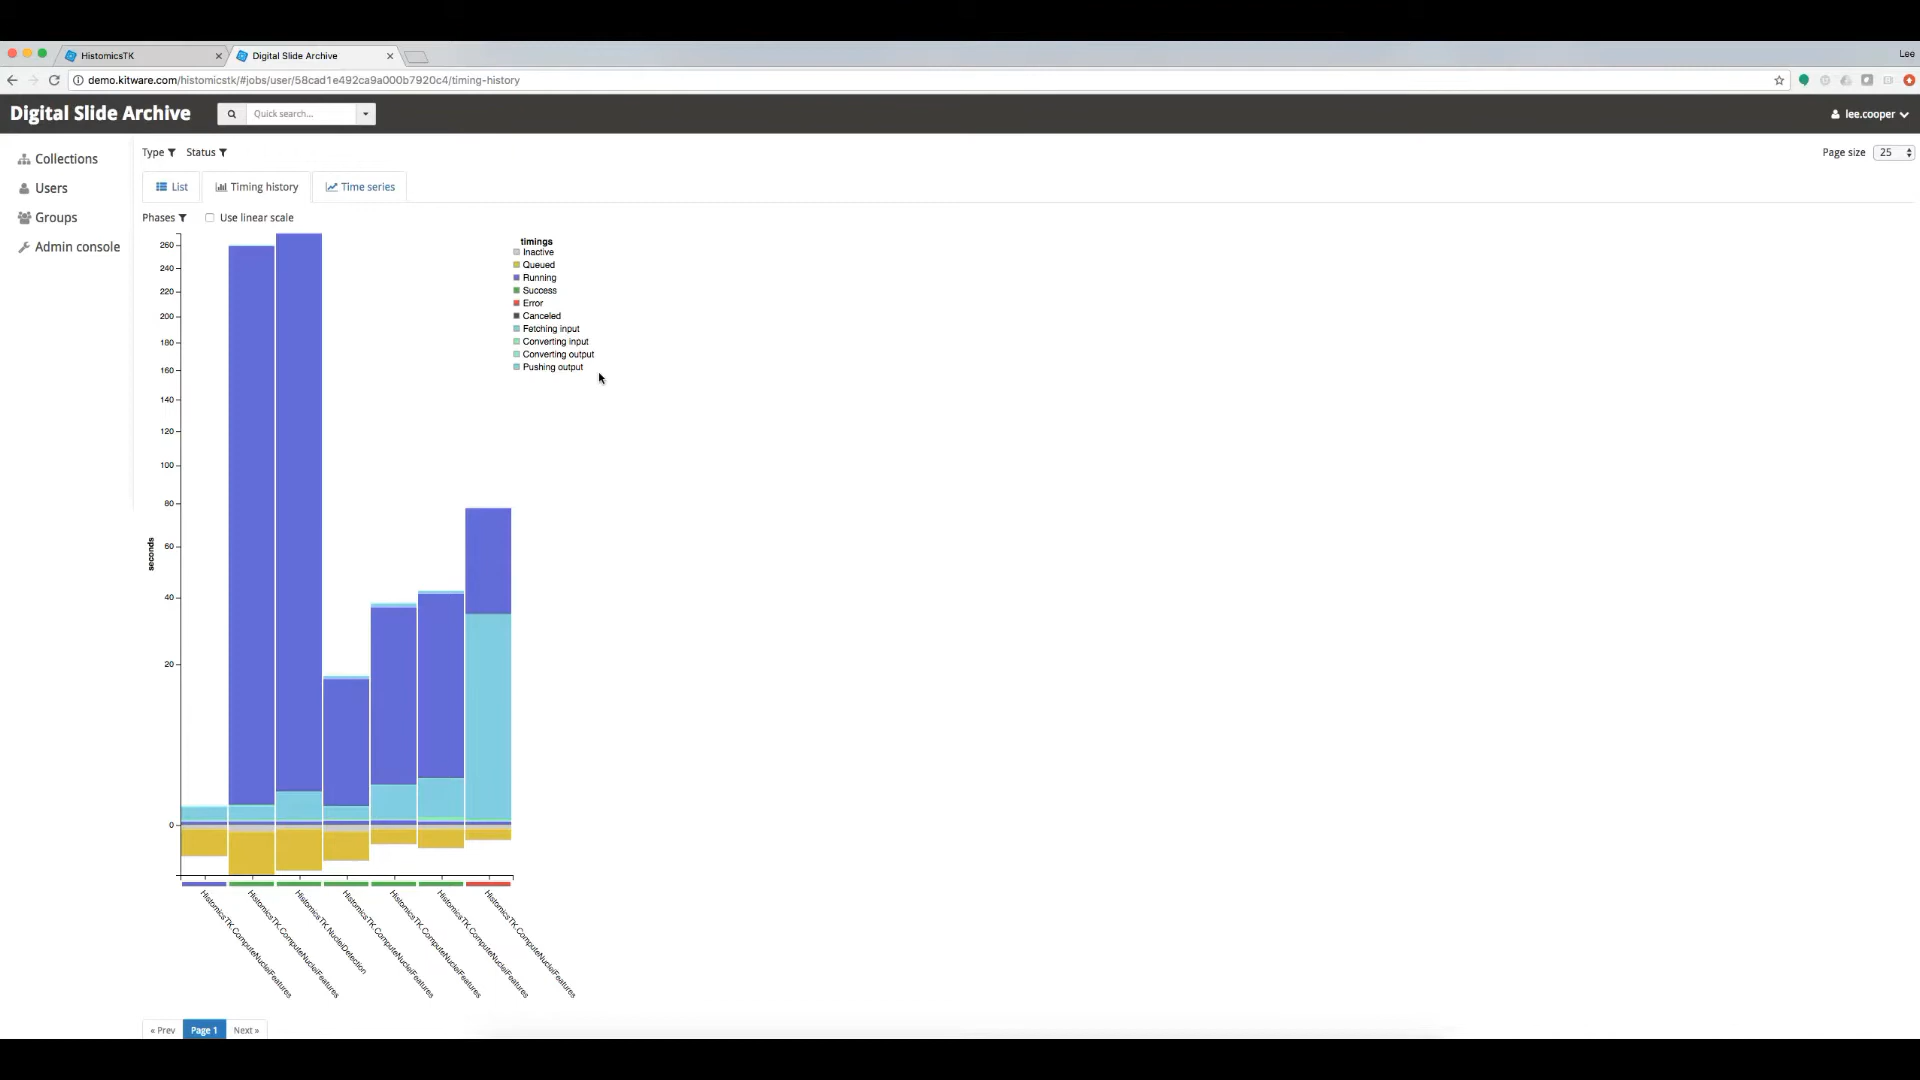 HistomicsTK
Digital Slide Archive
Lee
demo.kitware.com/histomicstk/#jobs/user/58cad1e492ca9a000b7920c4/timing-history
Digital Slide Archive
Quick search...
lee.cooper
Collections
Users
Groups
Admin console
Type
Status
Page size
25
List
Timing history
Time series
Phases
Use linear scale
260
240
220
200
180
160
140
120
100
80
60
40
20
0
seconds
timings
Inactive
Queued
Running
Success
Error
Canceled
Fetching input
Converting input
Converting output
Pushing output
HistomicsTK.ComputeNucleiFeatures
HistomicsTK.ComputeNucleiFeatures
HistomicsTK.NucleiDetection
HistomicsTK.ComputeNucleiFeatures
HistomicsTK.ComputeNucleiFeatures
HistomicsTK.ComputeNucleiFeatures
HistomicsTK.ComputeNucleiFeatures
« Prev
Page 1
Next »